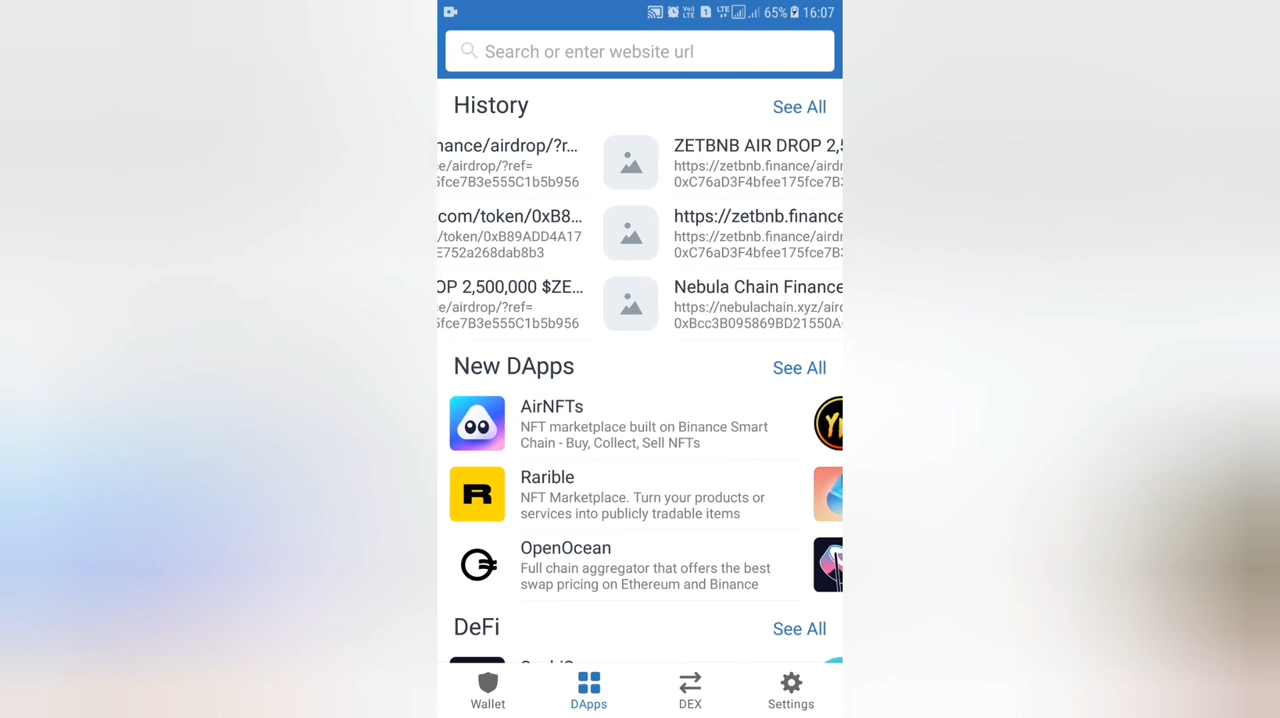 65% 16:07
Search or enter website url
History See All
nance/airdrop/?r...
e/airdrop/?ref=
5fce7B3e555C1b5b956
ZETBNB AIR DROP 2,5
https://zetbnb.finance/aird
0xC76aD3F4bfee175fce7B3
com/token/0xB8...
/token/0xB89ADD4A17
E752a268dab8b3
https://zetbnb.finance
https://zetbnb.finance/aird
0xC76aD3F4bfee175fce7B3
OP 2,500,000 $ZE...
e/airdrop/?ref=
5fce7B3e555C1b5b956
Nebula Chain Finance
https://nebulachain.xyz/aird
0xBcc3B095869BD21550A
New DApps See All
AirNFTs
NFT marketplace built on Binance Smart
Chain - Buy, Collect, Sell NFTs
Rarible
NFT Marketplace. Turn your products or
services into publicly tradable items
OpenOcean
Full chain aggregator that offers the best
swap pricing on Ethereum and Binance
DeFi See All
Wallet
DApps
DEX
Settings